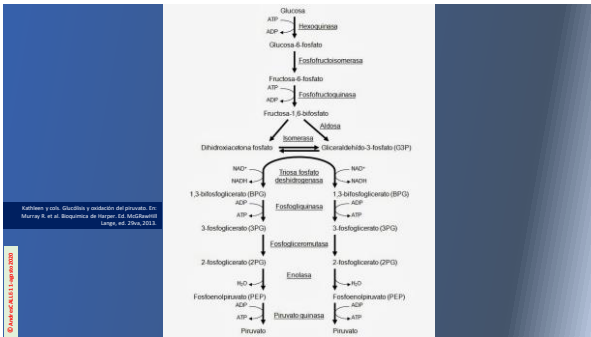 Glucosa
ATP
Hexoquinasa
ADP
Glucosa-6-fosfato
Fosfofructoisomerasa
Fructosa-6-fosfato
ATP
Fosfofructoquinasa
ADP
Fructosa-1,6-bifosfato
Aldosa
Isomerasa
Dihidroxiacetona fosfato
Gliceraldehído-3-fosfato (G3P)
NAD⁺ NAD⁺
Triosa fosfato
deshidrogenasa
NADH NADH
1,3-bifosfoglicerato (BPG) 1,3-bifosfoglicerato (BPG)
ADP ADP
Fosfogliquinasa
ATP ATP
3-fosfoglicerato (3PG) 3-fosfoglicerato (3PG)
Fosfogliceromutasa
2-fosfoglicerato (2PG) 2-fosfoglicerato (2PG)
Enolasa
H₂O H₂O
Fosfoenolpiruvato (PEP) Fosfoenolpiruvato (PEP)
ADP ADP
Piruvato quinasa
ATP ATP
Piruvato Piruvato
Kathleen y cols. Glucólisis y oxidación del piruvato. En:
Murray R. et al. Bioquímica de Harper. Ed. McGRawHill
Lange, ed. 29va, 2013.
© AndresCALLS 11-agosto2020